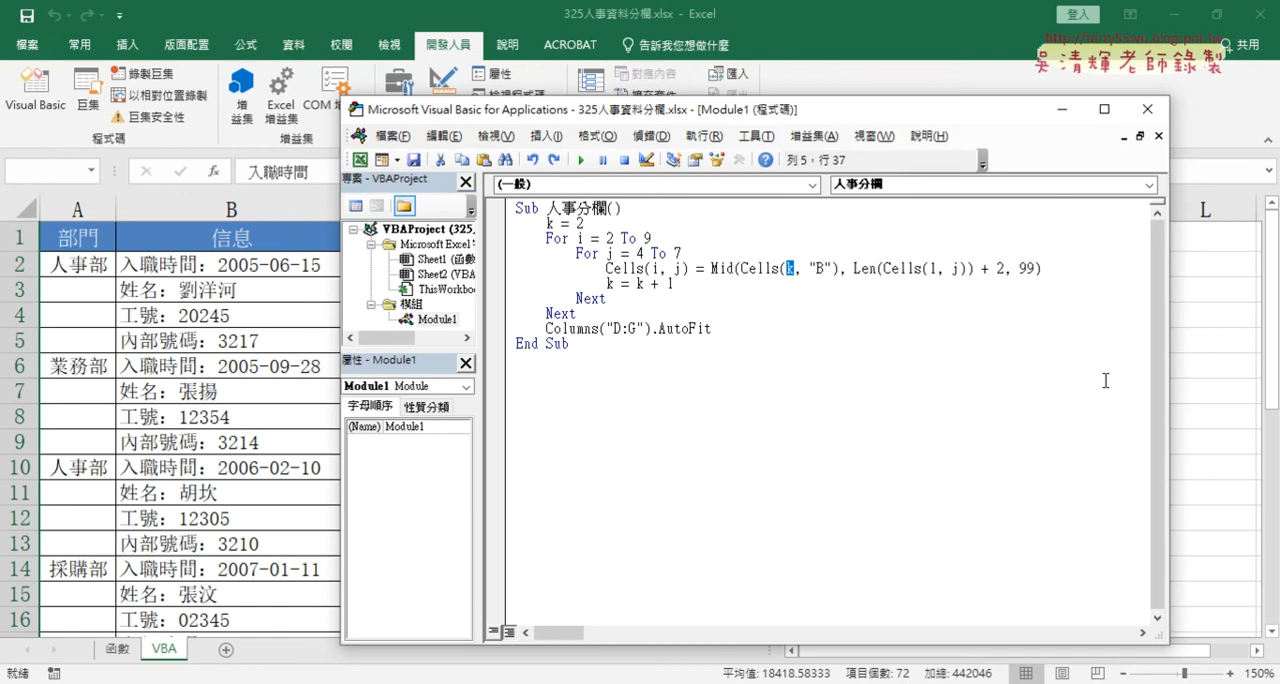 325人事資料分欄.xlsx - Excel
登入
檔案 常用 插入 版面配置 公式 資料 校閱 檢視 開發人員 說明 ACROBAT 告訴我您想做什麼 共用
http://terry55wu.blogspot.tw
吳清輝老師錄製
Visual Basic 巨集 錄製巨集
以相對位置錄製
巨集安全性
程式碼
增益集 Excel 增益集 COM
增益集
屬性
對應內容
匯入
入職時間
Microsoft Visual Basic for Applications - 325人事資料分欄.xlsx - [Module1 (程式碼)]
檔案(F) 編輯(E) 檢視(V) 插入(I) 格式(O) 偵錯(D) 執行(R) 工具(T) 增益集(A) 視窗(W) 說明(H)
列 5，行 37
專案 - VBAProject
VBAProject (325.
Microsoft Excel
Sheet1 (函數
Sheet2 (VBA
ThisWorkboo
模組
Module1
屬性 - Module1
Module1 Module
字母順序 性質分類
(Name) Module1
(一般) 人事分欄
Sub 人事分欄()
k = 2
For i = 2 To 9
For j = 4 To 7
Cells(i, j) = Mid(Cells(k, "B"), Len(Cells(1, j)) + 2, 99)
k = k + 1
Next
Next
Columns("D:G").AutoFit
End Sub
A B L
1 部門 信息
2 人事部 入職時間：2005-06-15
3 姓名：劉洋河
4 工號：20245
5 內部號碼：3217
6 業務部 入職時間：2005-09-28
7 姓名：張揚
8 工號：12354
9 內部號碼：3214
10 人事部 入職時間：2006-02-10
11 姓名：胡坎
12 工號：12305
13 內部號碼：3210
14 採購部 入職時間：2007-01-11
15 姓名：張汶
16 工號：02345
函數 VBA
就緒 平均值: 18418.58333 項目個數: 72 加總: 442046 150%